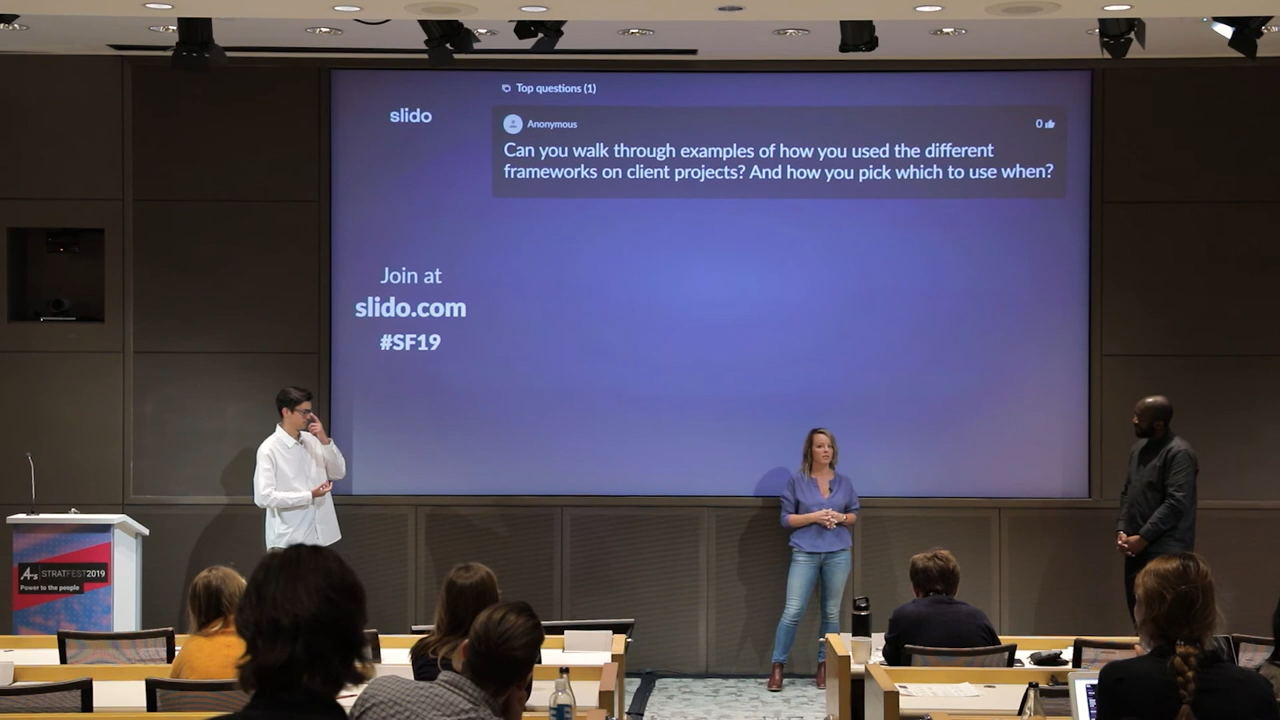 Top questions (1)
slido
Anonymous
0
Can you walk through examples of how you used the different
frameworks on client projects? And how you pick which to use when?
Join at
slido.com
#SF19
4A's STRATFEST2019
Power to the people